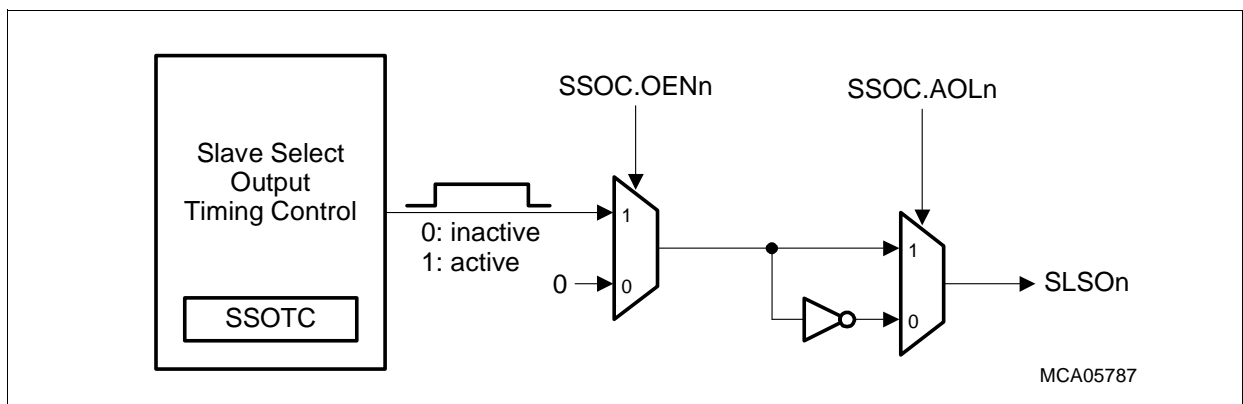 SSOC.OENn
SSOC.AOLn
Slave Select
Output
Timing Control
0: inactive
1: active
1
0
0
1
0
SLSOn
SSOTC
MCA05787